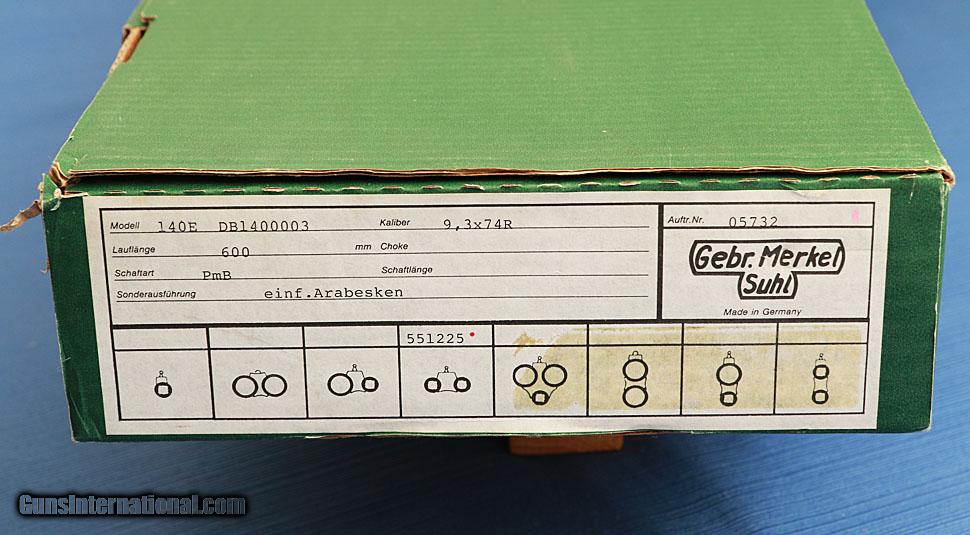 Modell 140E DB1400003 Kaliber 9,3x74R
Lauflänge 600 mm Choke
Schaftart PmB Schaftlänge
Sonderausführung einf.Arabesken
Auftr.Nr. 05732
Gebr. Merkel
Suhl
Made in Germany
551225
GunsInternational.com